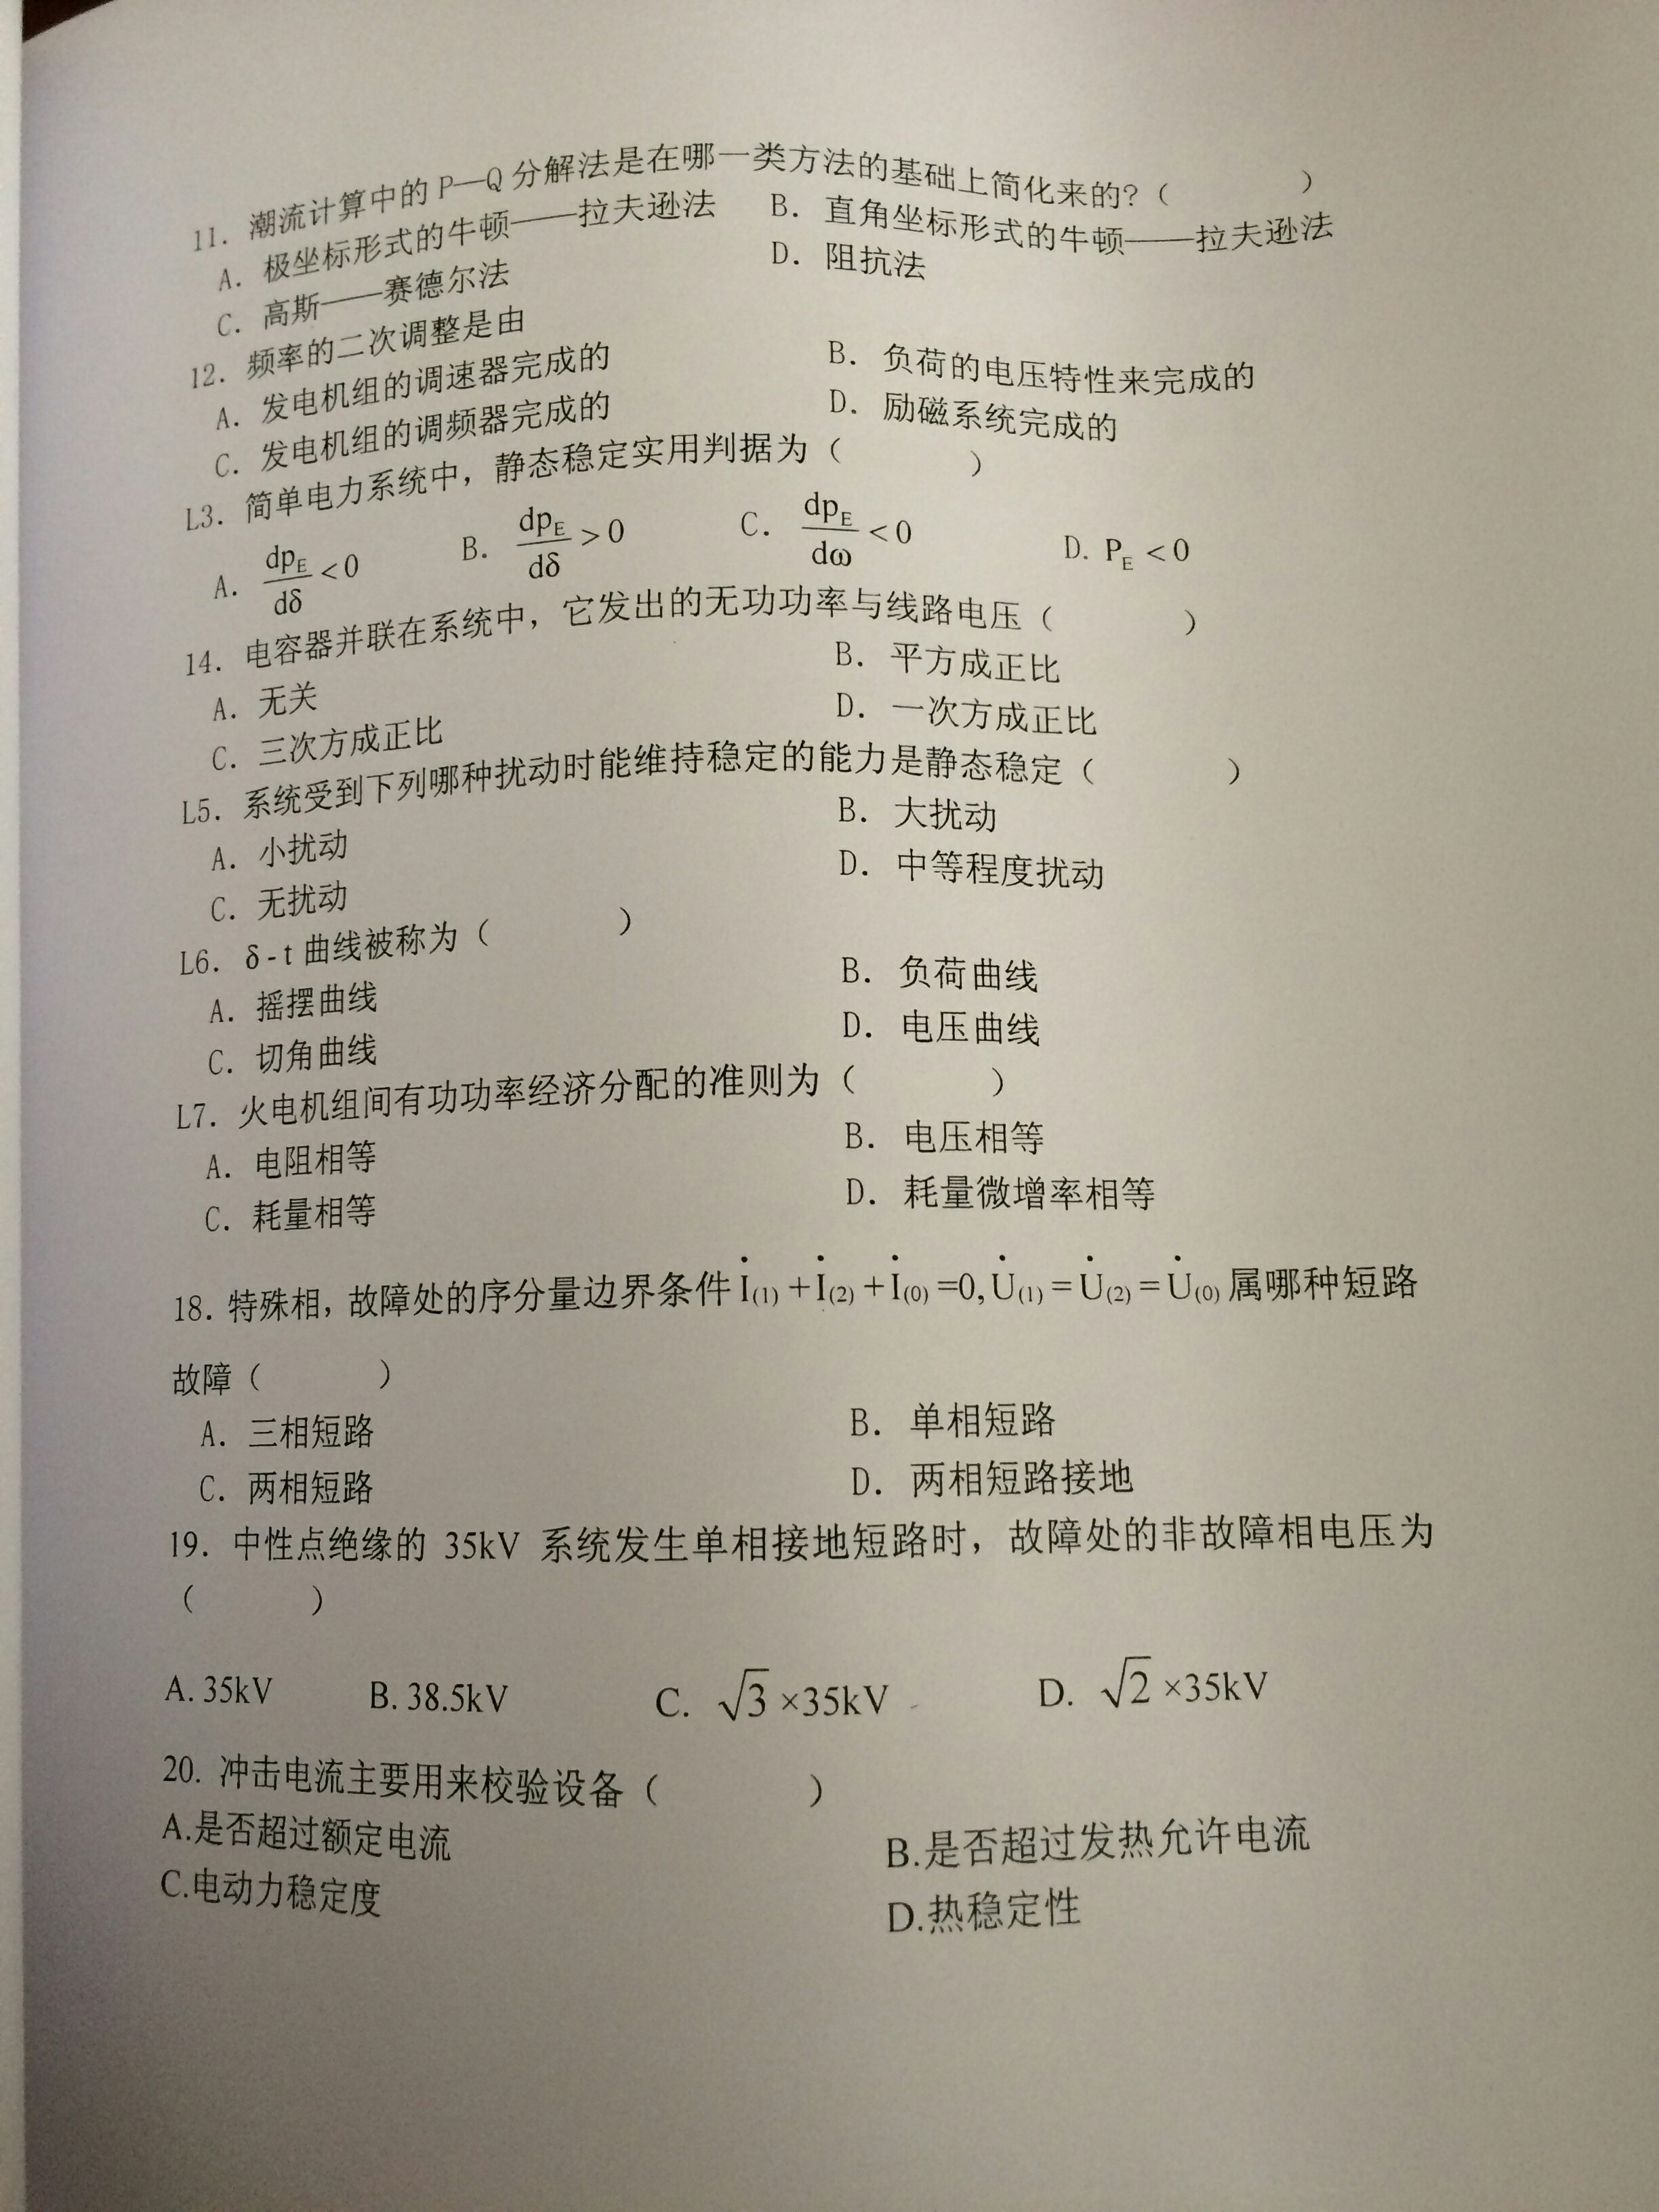 11. 潮流计算中的 P—Q 分解法是在哪一类方法的基础上简化来的?(    )
A. 极坐标形式的牛顿——拉夫逊法    B. 直角坐标形式的牛顿——拉夫逊法
C. 高斯——赛德尔法    D. 阻抗法
12. 频率的二次调整是由
A. 发电机组的调速器完成的    B. 负荷的电压特性来完成的
C. 发电机组的调频器完成的    D. 励磁系统完成的
L3. 简单电力系统中，静态稳定实用判据为（    ）
A. dpE/dδ <0    B. dpE/dδ >0    C. dpE/dω <0    D. PE <0
14. 电容器并联在系统中，它发出的无功功率与线路电压（    ）
A. 无关    B. 平方成正比
C. 三次方成正比    D. 一次方成正比
L5. 系统受到下列哪种扰动时能维持稳定的能力是静态稳定（    ）
A. 小扰动    B. 大扰动
C. 无扰动    D. 中等程度扰动
L6. δ-t 曲线被称为（    ）
A. 摇摆曲线    B. 负荷曲线
C. 切角曲线    D. 电压曲线
L7. 火电机组间有功功率经济分配的准则为（    ）
A. 电阻相等    B. 电压相等
C. 耗量相等    D. 耗量微增率相等
18. 特殊相，故障处的序分量边界条件 İ(1) +İ(2) +İ(0) =0, U̇(1) = U̇(2) = U̇(0) 属哪种短路
故障（    ）
A. 三相短路    B. 单相短路
C. 两相短路    D. 两相短路接地
19. 中性点绝缘的 35kV 系统发生单相接地短路时，故障处的非故障相电压为
（    ）
A. 35kV    B. 38.5kV    C. √3 ×35kV    D. √2 ×35kV
20. 冲击电流主要用来校验设备（    ）
A.是否超过额定电流    B.是否超过发热允许电流
C.电动力稳定度    D.热稳定性